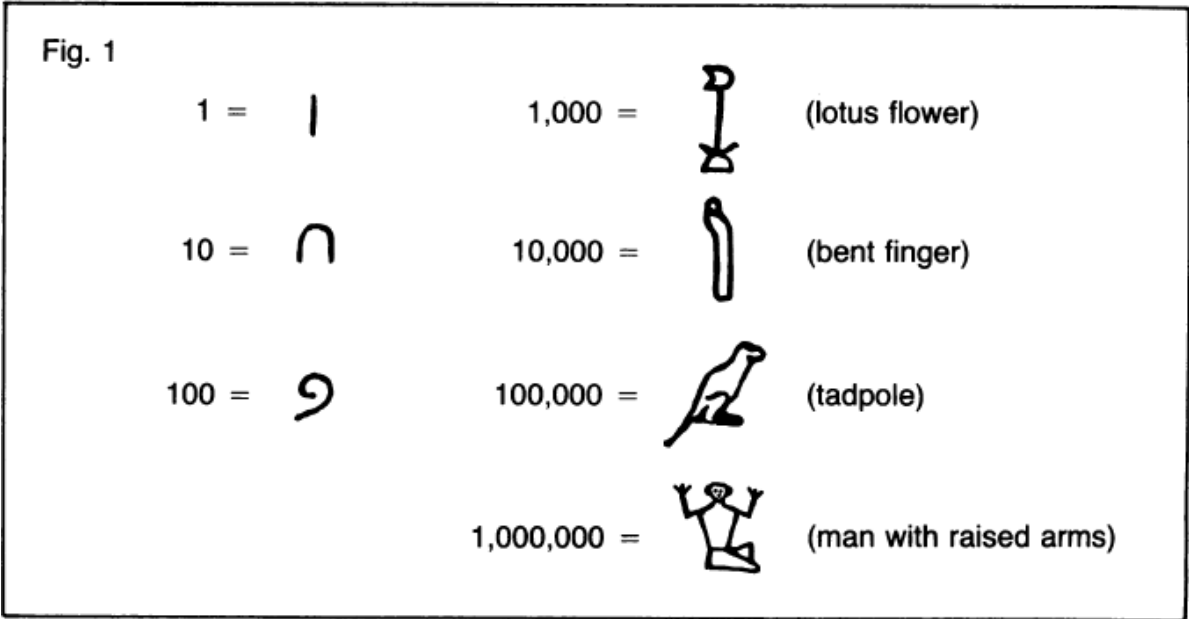 Fig. 1
1 = 1,000 = (lotus flower)
10 = 10,000 = (bent finger)
100 = 100,000 = (tadpole)
1,000,000 = (man with raised arms)